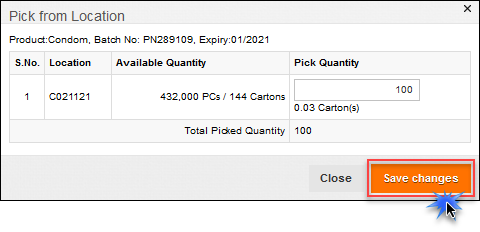 Pick from Location
×
Product:Condom, Batch No: PN289109, Expiry:01/2021
S.No. Location Available Quantity Pick Quantity
1 C021121 432,000 PCs / 144 Cartons 100
0.03 Carton(s)
Total Picked Quantity 100
Close Save changes